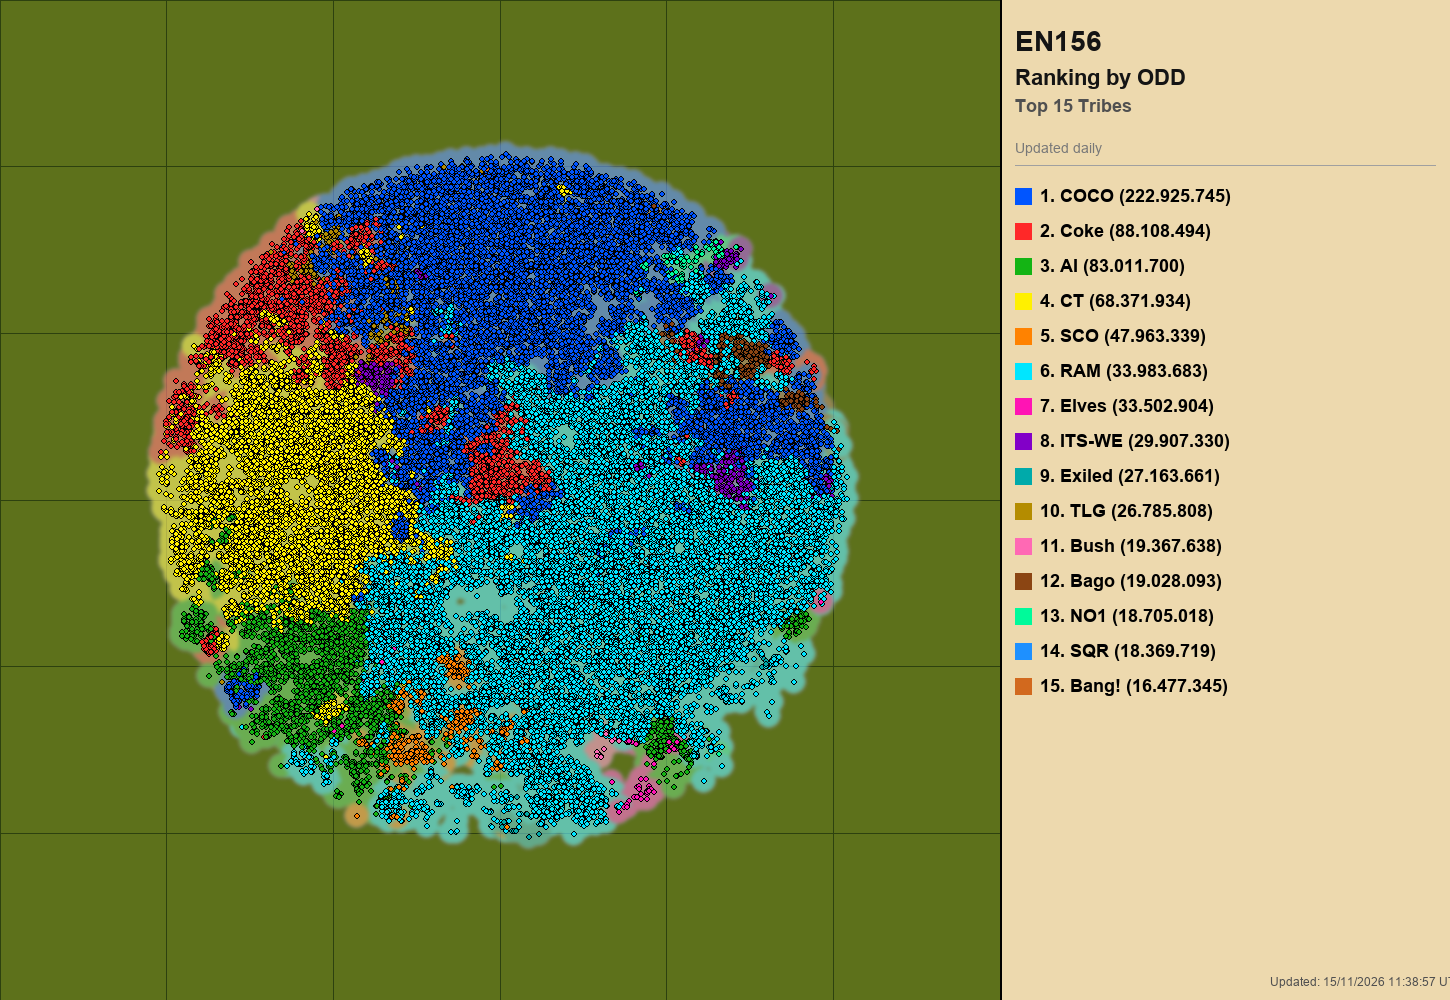 EN156
Ranking by ODD
Top 15 Tribes
Updated daily
1. COCO (222.925.745)
2. Coke (88.108.494)
3. AI (83.011.700)
4. CT (68.371.934)
5. SCO (47.963.339)
6. RAM (33.983.683)
7. Elves (33.502.904)
8. ITS-WE (29.907.330)
9. Exiled (27.163.661)
10. TLG (26.785.808)
11. Bush (19.367.638)
12. Bago (19.028.093)
13. NO1 (18.705.018)
14. SQR (18.369.719)
15. Bang! (16.477.345)
Updated: 15/11/2026 11:38:57